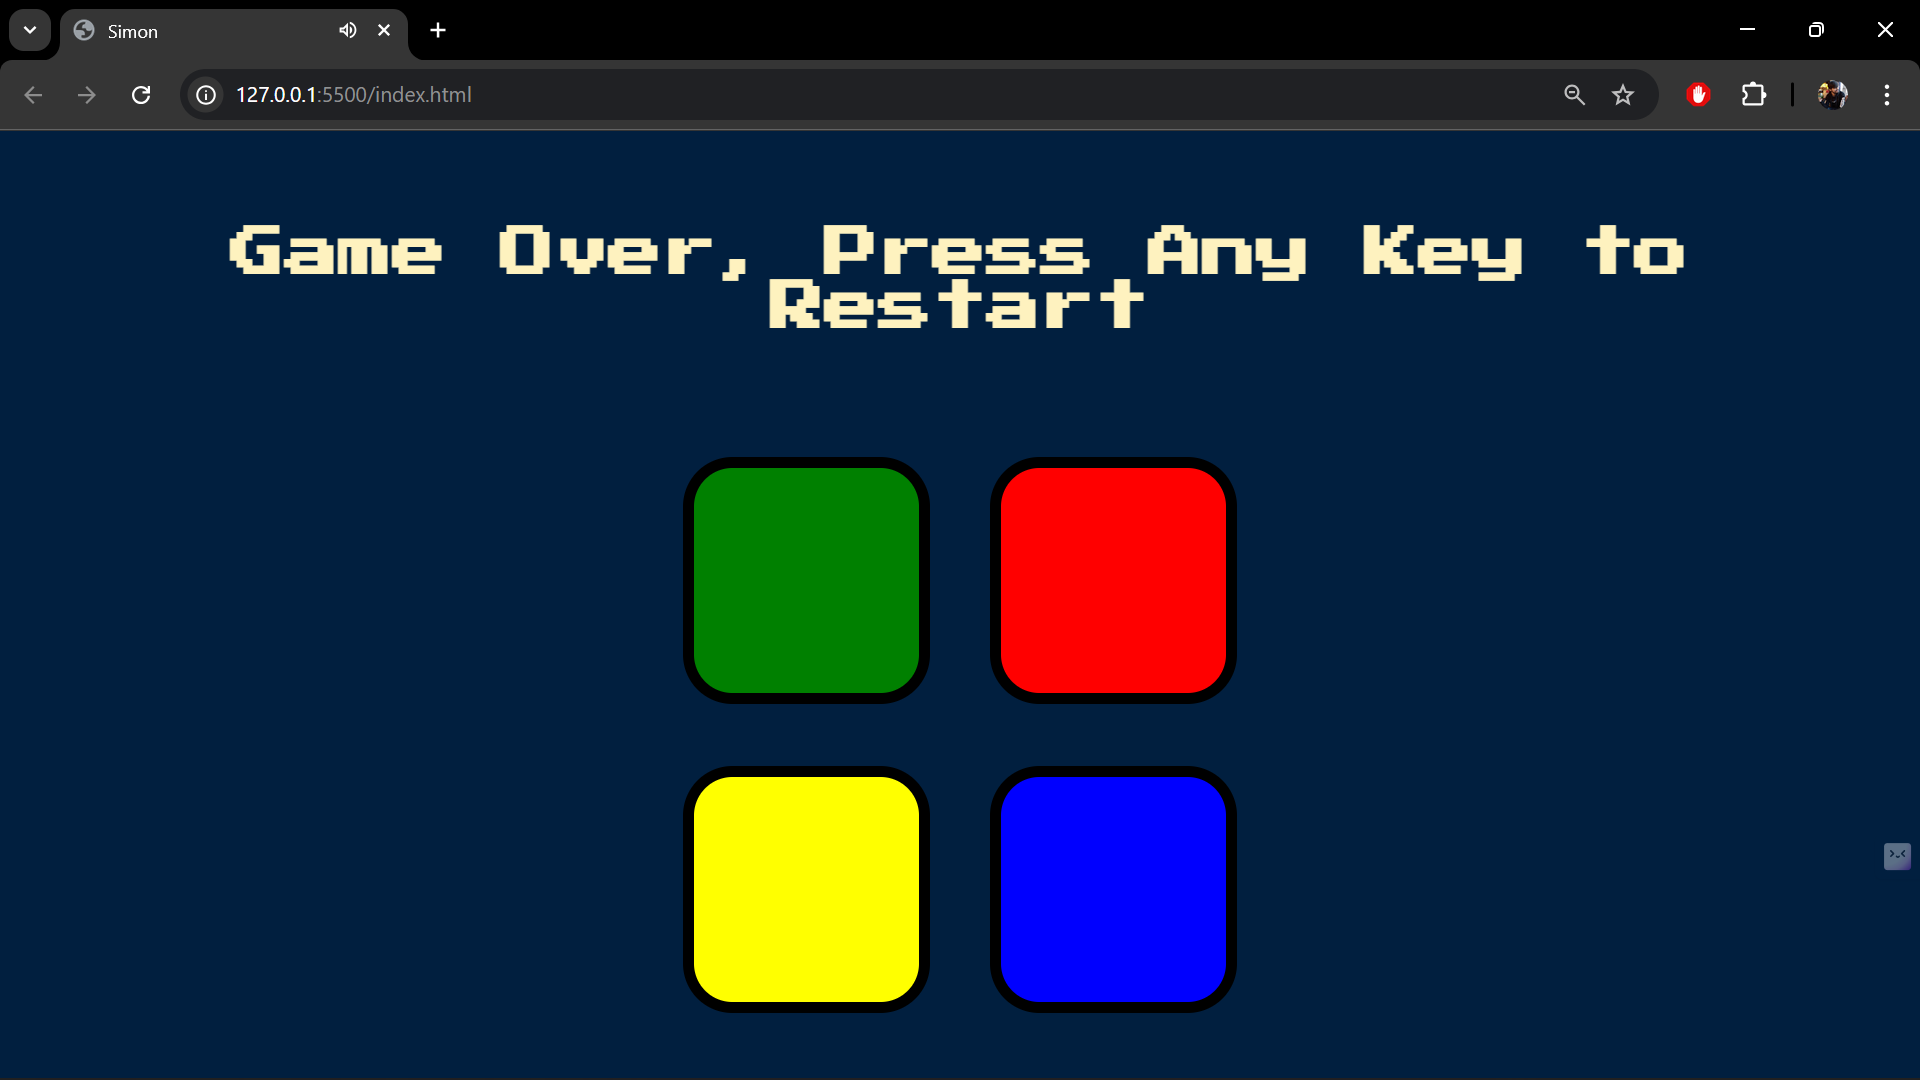 Simon
127.0.0.1:5500/index.html
Game Over, Press Any Key to
Restart